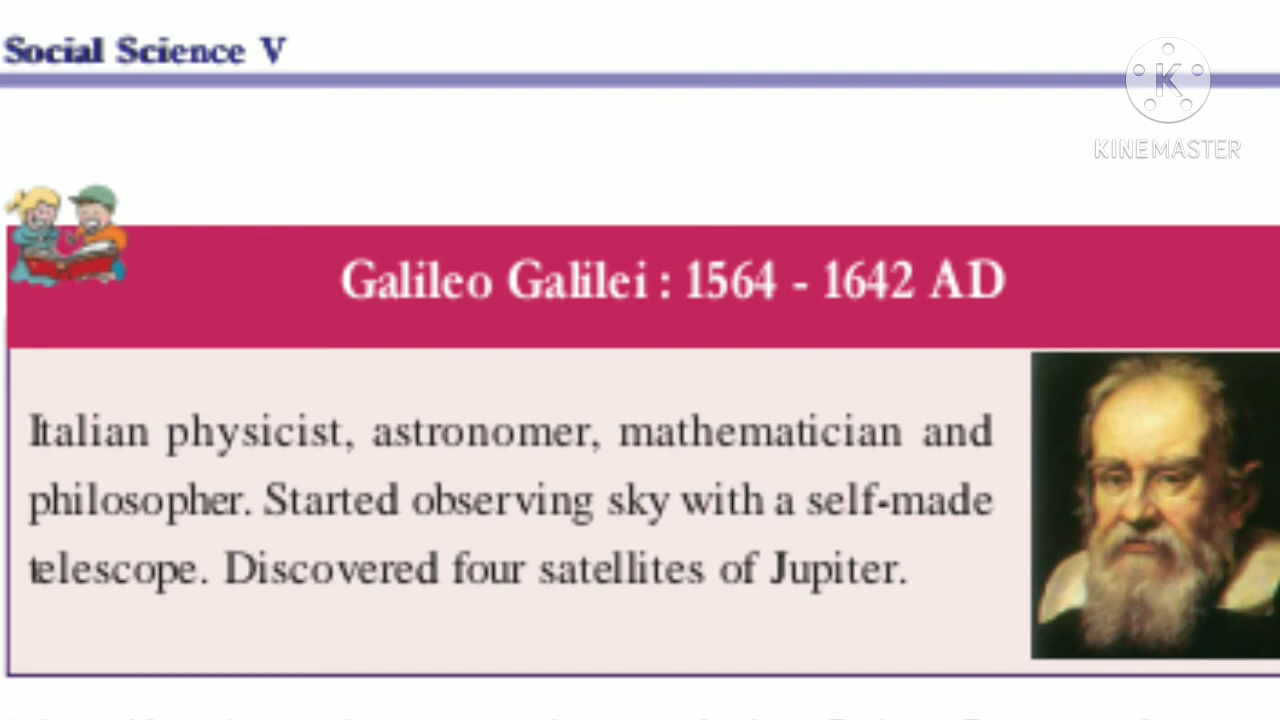 Social Science V
KINEMASTER
Galileo Galilei : 1564 - 1642 AD
Italian physicist, astronomer, mathematician and
philosopher. Started observing sky with a self-made
telescope. Discovered four satellites of Jupiter.